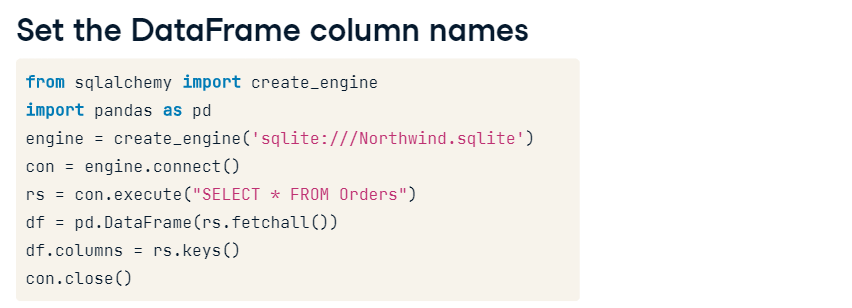 Set the DataFrame column names
from sqlalchemy import create_engine
import pandas as pd
engine = create_engine('sqlite:///Northwind.sqlite')
con = engine.connect()
rs = con.execute("SELECT * FROM Orders")
df = pd.DataFrame(rs.fetchall())
df.columns = rs.keys()
con.close()